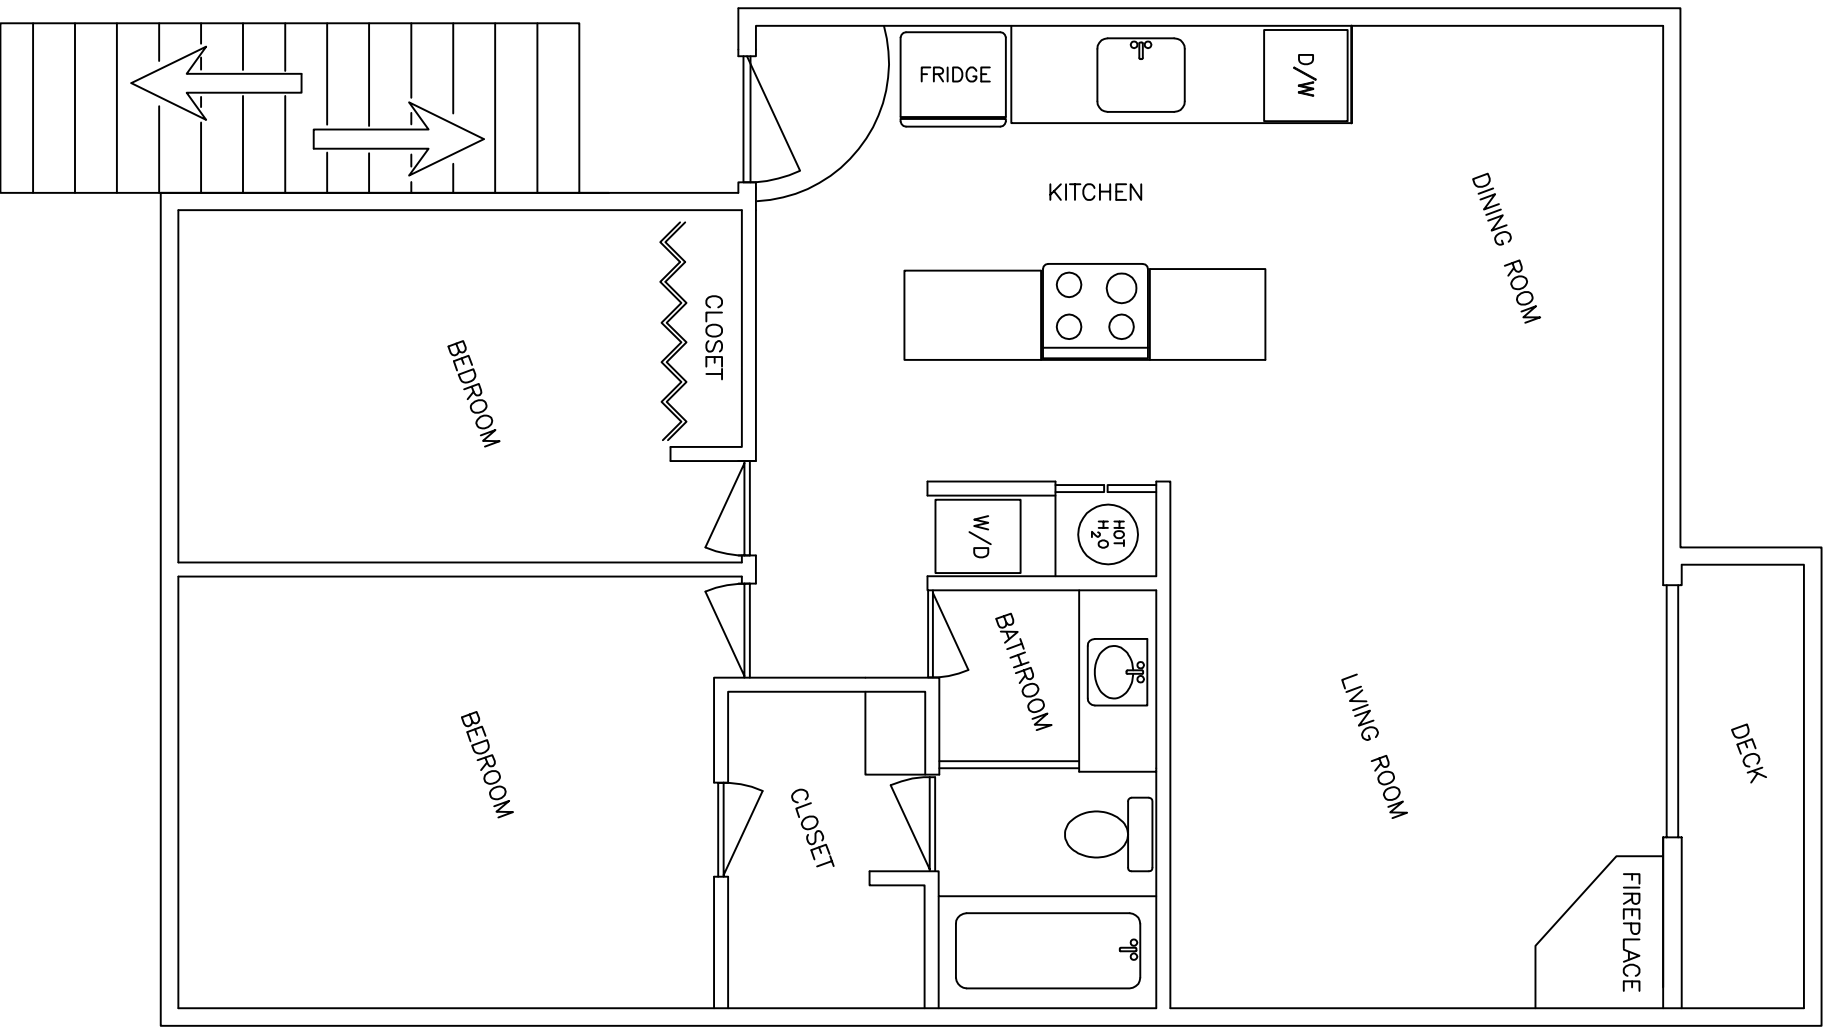 FRIDGE
D/W
KITCHEN
DINING ROOM
CLOSET
BEDROOM
W/D
HOT
H₂O
BATHROOM
LIVING ROOM
BEDROOM
DECK
CLOSET
FIREPLACE